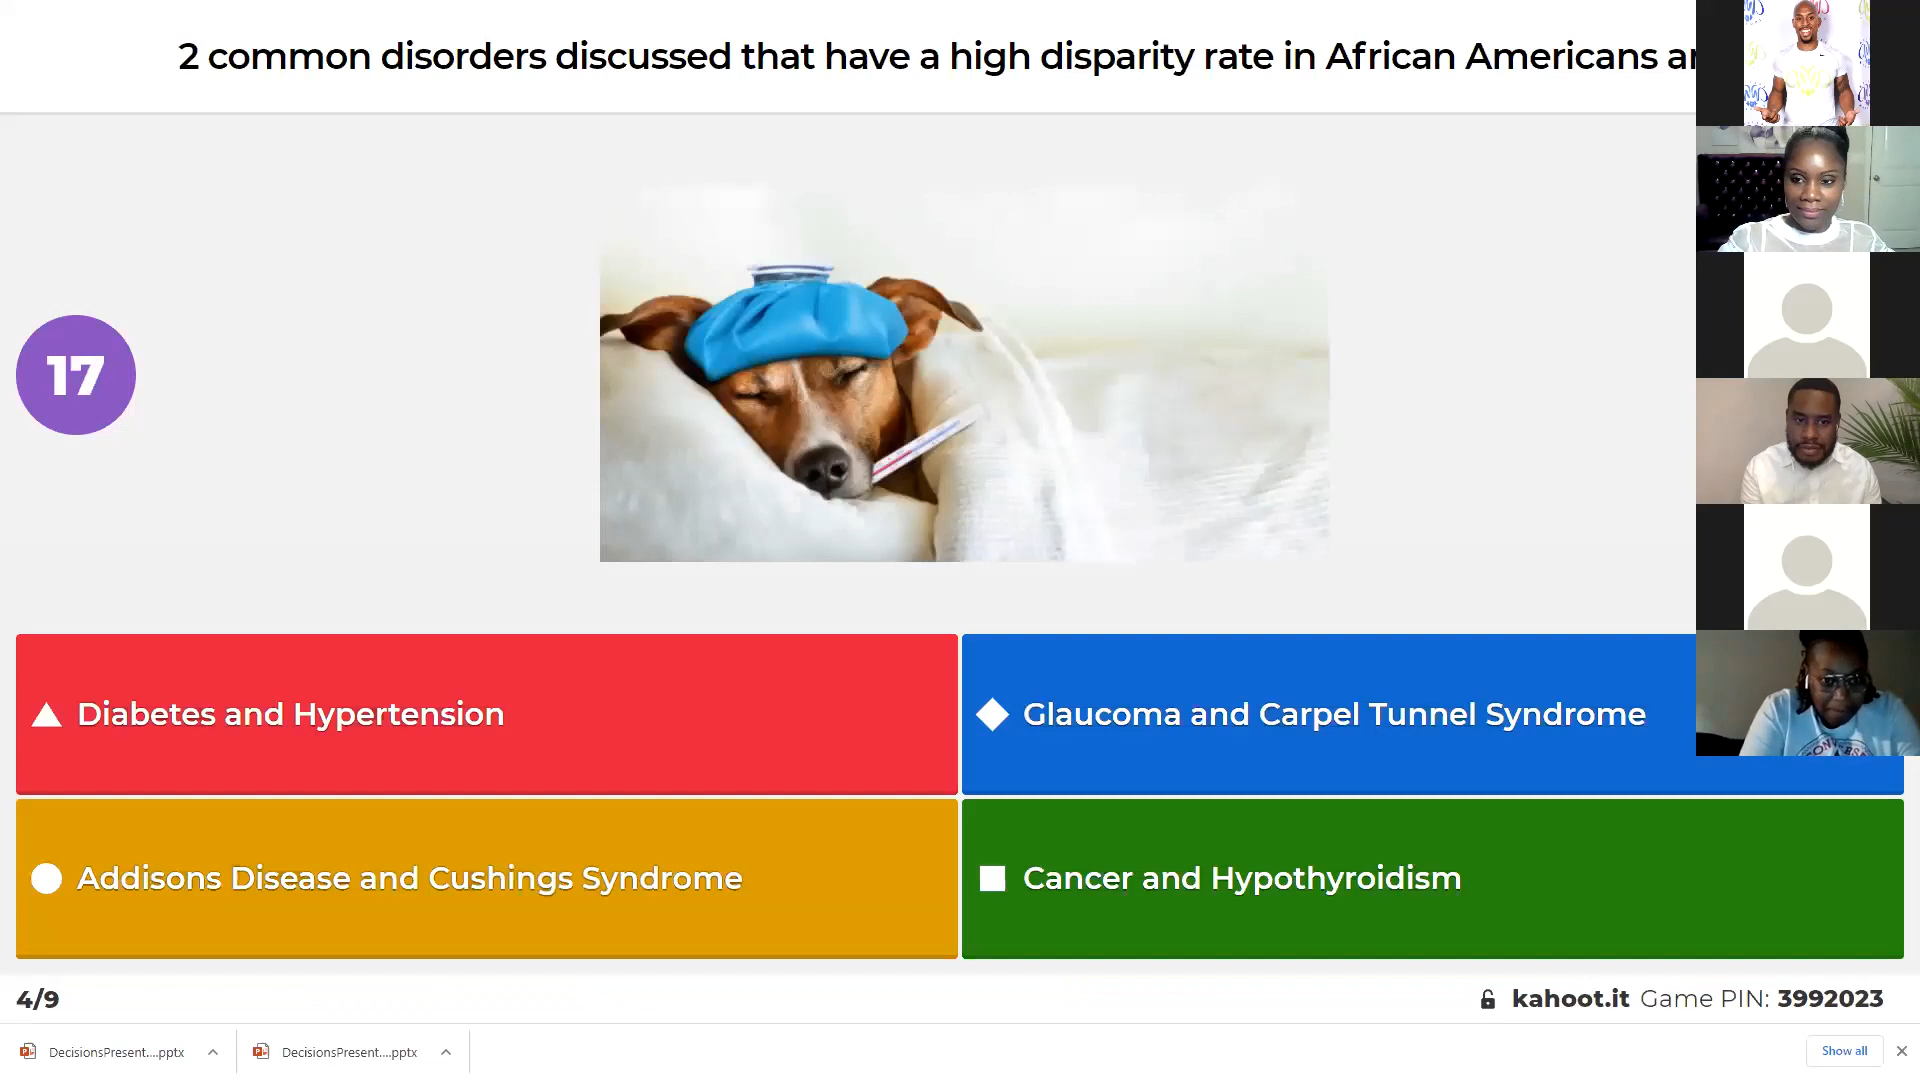 2 common disorders discussed that have a high disparity rate in African Americans
17
Diabetes and Hypertension
Glaucoma and Carpel Tunnel Syndrome
Addisons Disease and Cushings Syndrome
Cancer and Hypothyroidism
4/9
kahoot.it Game PIN: 3992023
DecisionsPresent....pptx
DecisionsPresent....pptx
Show all